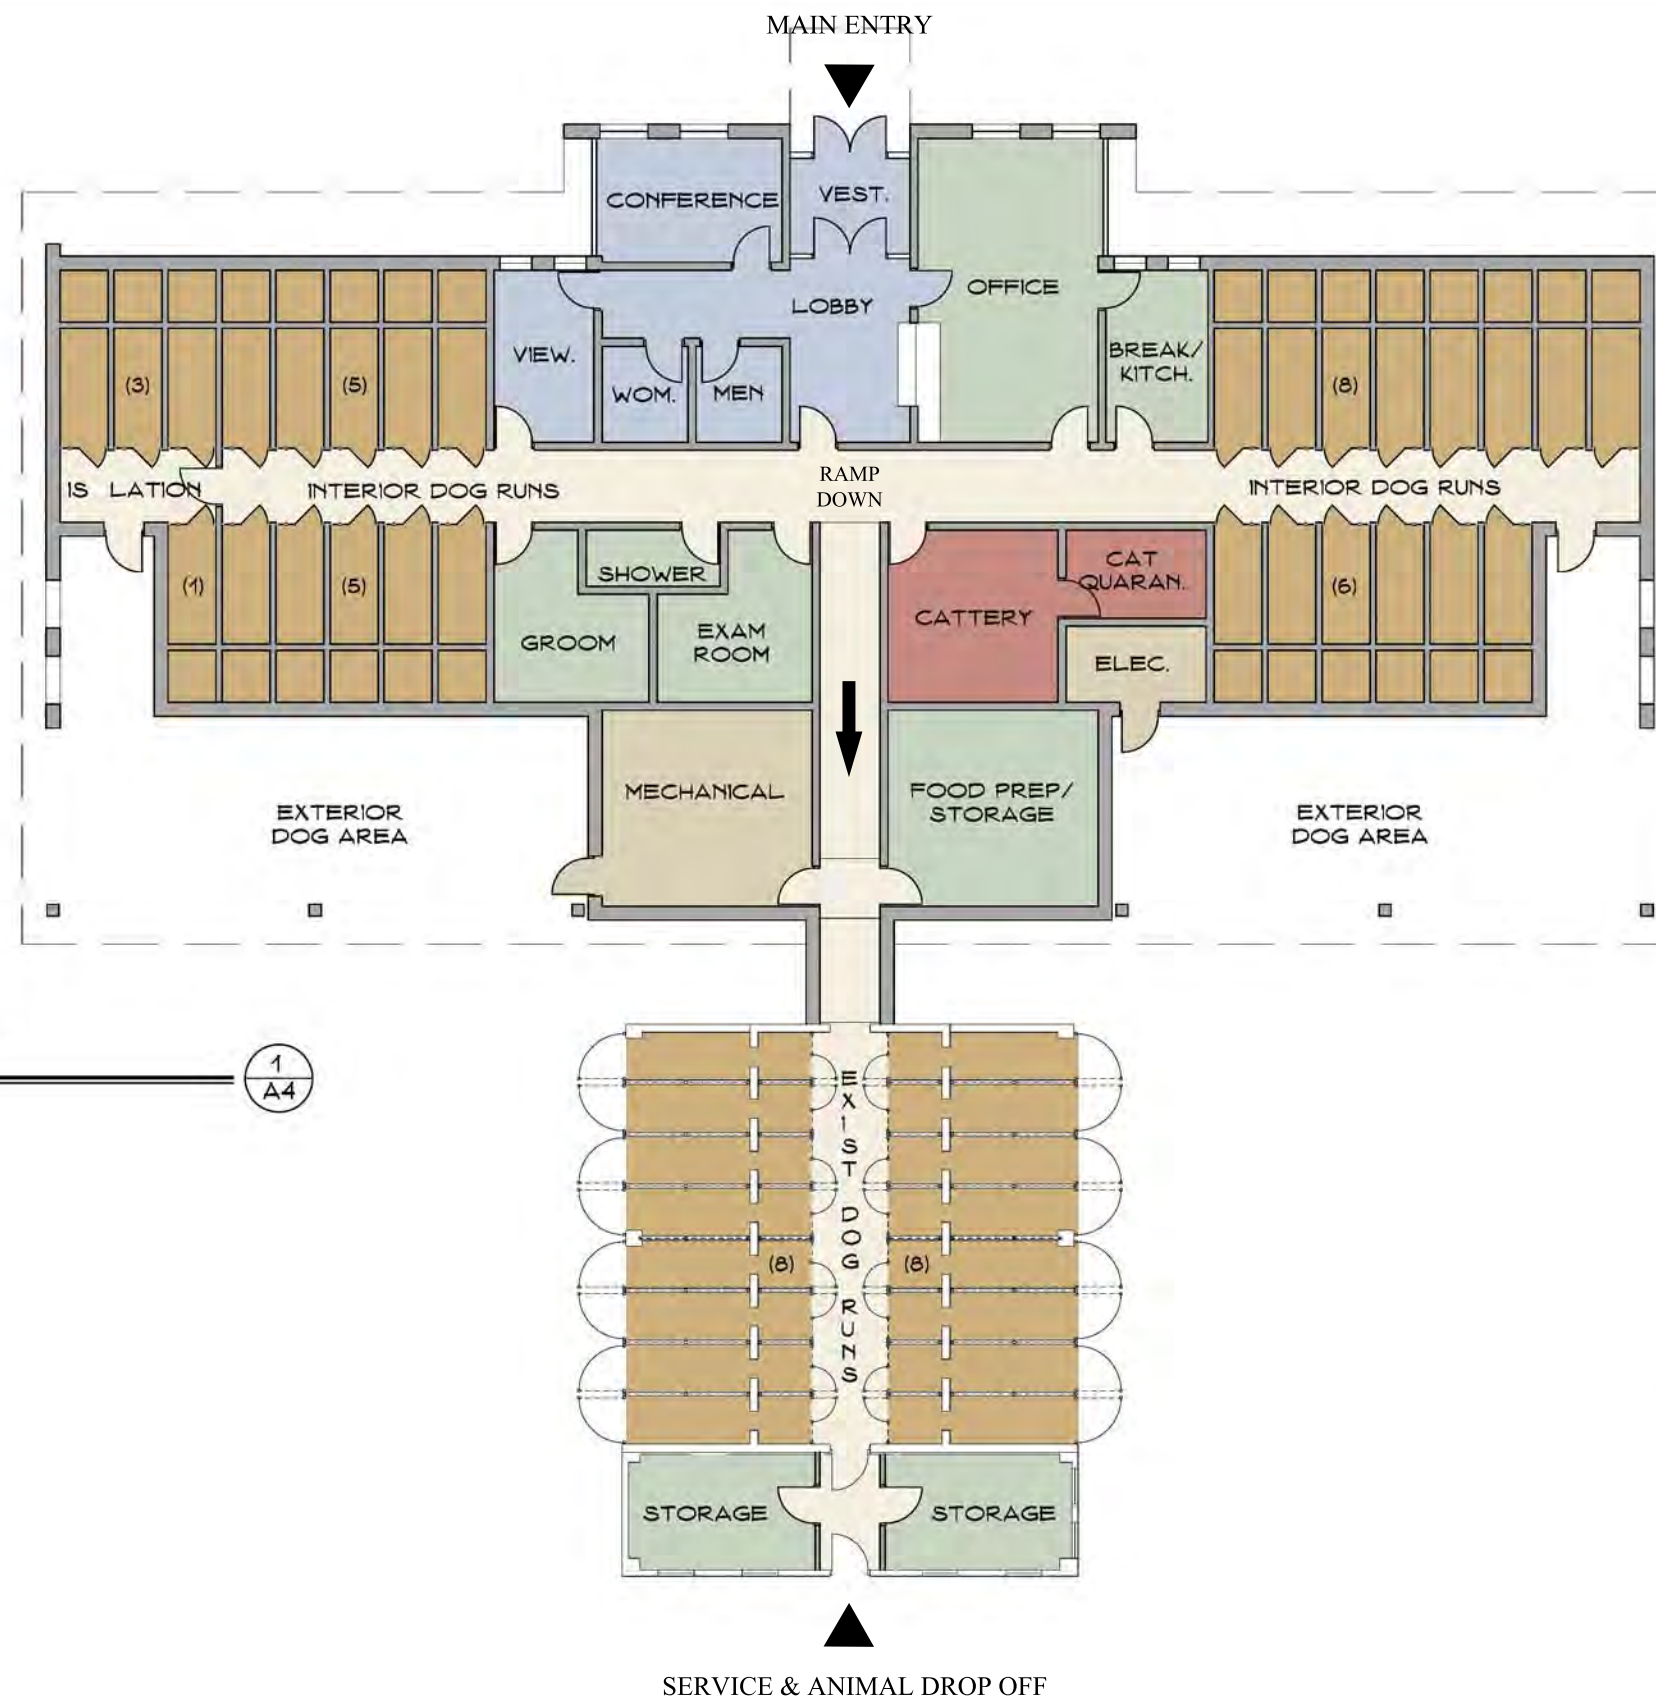 MAIN ENTRY
CONFERENCE
VEST.
LOBBY
OFFICE
VIEW.
WOM.
MEN
BREAK/
KITCH.
(3)
(5)
(8)
IS LATION
INTERIOR DOG RUNS
RAMP
DOWN
INTERIOR DOG RUNS
(1)
(5)
GROOM
SHOWER
EXAM
ROOM
CATTERY
CAT
QUARAN.
ELEC.
(6)
EXTERIOR
DOG AREA
MECHANICAL
FOOD PREP/
STORAGE
EXTERIOR
DOG AREA
1
A4
EXIST DOG RUNS
(8)
(8)
STORAGE
STORAGE
SERVICE & ANIMAL DROP OFF